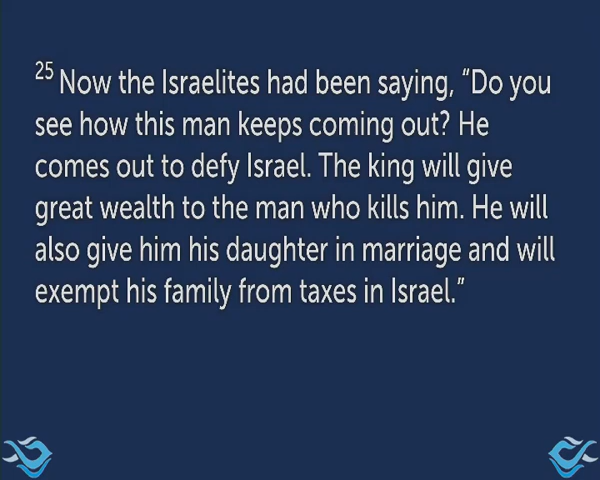 25 Now the Israelites had been saying, “Do you
see how this man keeps coming out? He
comes out to defy Israel. The king will give
great wealth to the man who kills him. He will
also give him his daughter in marriage and will
exempt his family from taxes in Israel.”